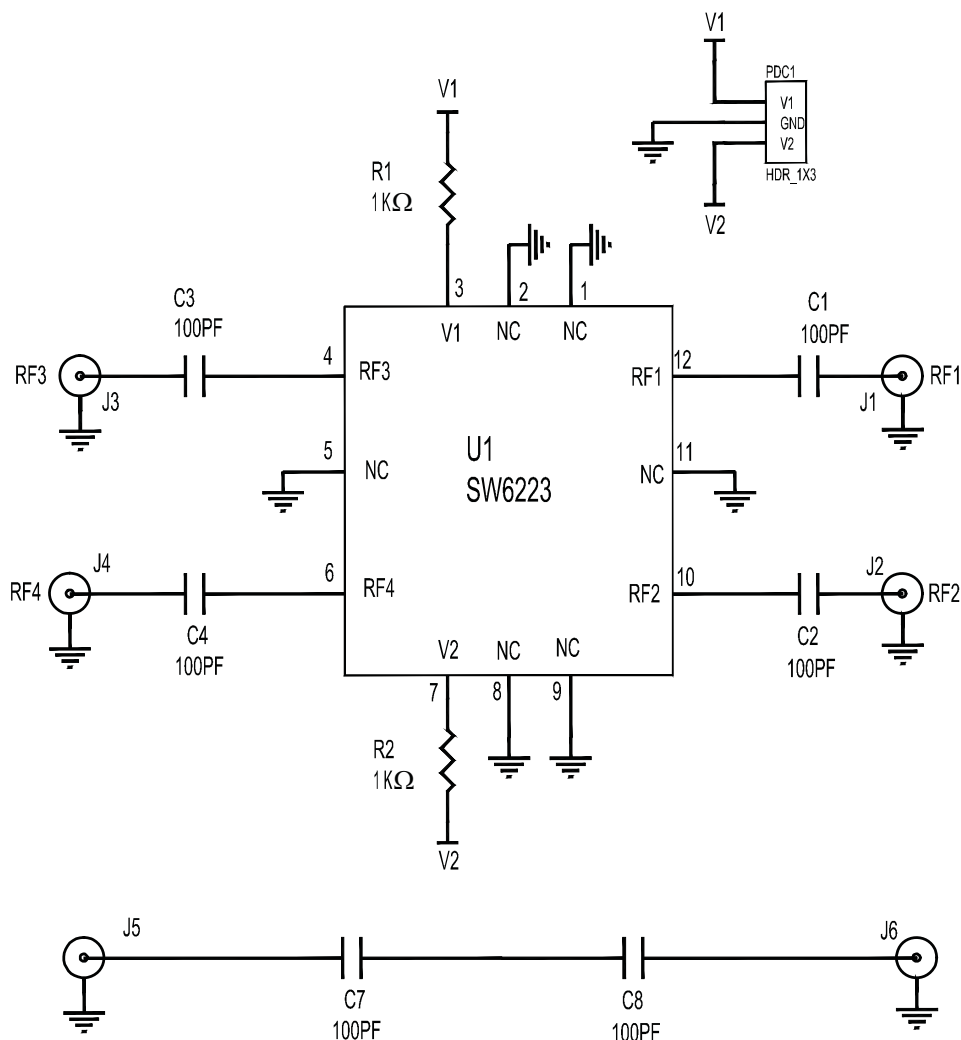 V1
PDC1
V1
GND
V2
HDR_1X3
V2
V1
R1
1KΩ
3
2
1
V1
NC
NC
C3
100PF
RF3
J3
4
RF3
C1
100PF
12
RF1
J1
RF1
5
NC
U1
SW6223
11
NC
J4
RF4
6
RF4
C4
100PF
10
RF2
J2
RF2
C2
100PF
V2
NC
NC
7
8
9
R2
1KΩ
V2
J5
J6
C7
100PF
C8
100PF